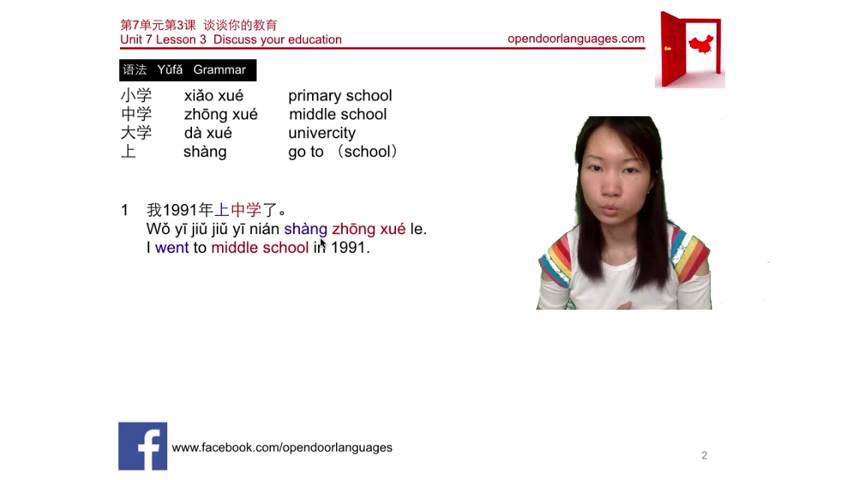 第7单元第3课 谈谈你的教育
Unit 7 Lesson 3 Discuss your education
opendoorlanguages.com
语法 Yǔfǎ Grammar
小学 xiǎo xué primary school
中学 zhōng xué middle school
大学 dà xué univercity
上 shàng go to （school）
1 我1991年上中学了。
Wǒ yī jiǔ jiǔ yī nián shàng zhōng xué le.
I went to middle school in 1991.
f www.facebook.com/opendoorlanguages
2